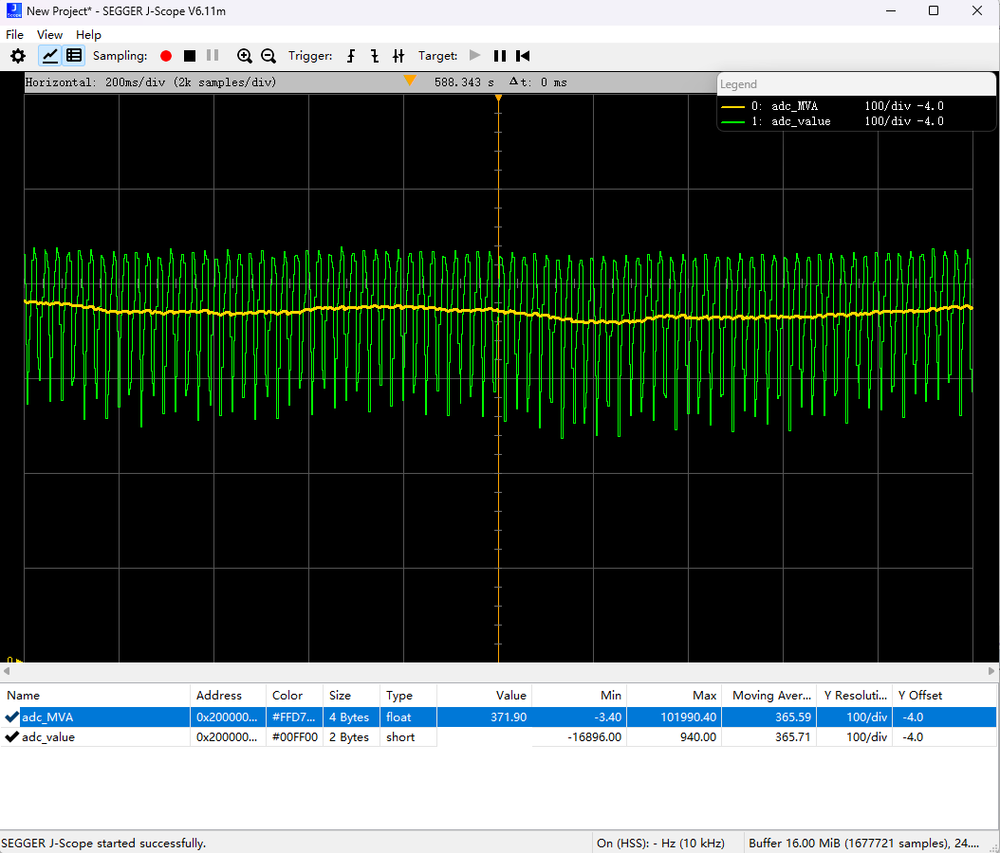 New Project* - SEGGER J-Scope V6.11m
File View Help
Sampling: Trigger: Target:
Horizontal: 200ms/div (2k samples/div) 588.343 s Δt: 0 ms
Legend
0: adc_MVA 100/div -4.0
1: adc_value 100/div -4.0
0
Name Address Color Size Type Value Min Max Moving Aver... Y Resoluti... Y Offset
adc_MVA 0x200000... #FFD7... 4 Bytes float 371.90 -3.40 101990.40 365.59 100/div -4.0
adc_value 0x200000... #00FF00 2 Bytes short -16896.00 940.00 365.71 100/div -4.0
SEGGER J-Scope started successfully. On (HSS): - Hz (10 kHz) Buffer 16.00 MiB (1677721 samples), 24....